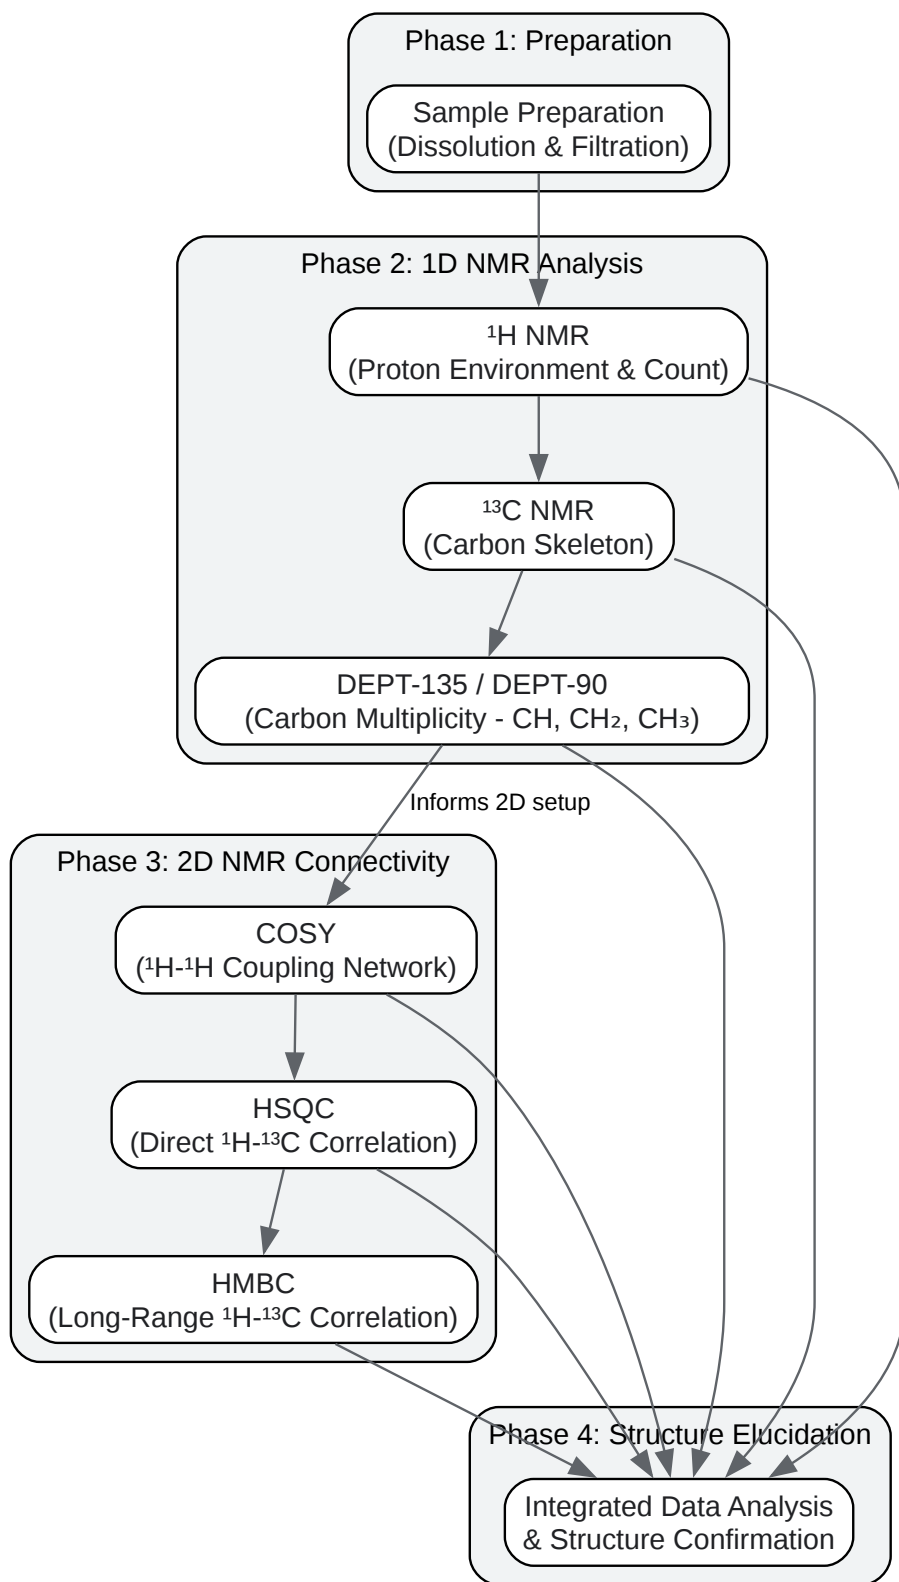 Phase 1: Preparation
Sample Preparation
(Dissolution & Filtration)
Phase 2: 1D NMR Analysis
¹H NMR
(Proton Environment & Count)
¹³C NMR
(Carbon Skeleton)
DEPT-135 / DEPT-90
(Carbon Multiplicity - CH, CH₂, CH₃)
Informs 2D setup
Phase 3: 2D NMR Connectivity
COSY
(¹H-¹H Coupling Network)
HSQC
(Direct ¹H-¹³C Correlation)
HMBC
(Long-Range ¹H-¹³C Correlation)
Phase 4: Structure Elucidation
Integrated Data Analysis
& Structure Confirmation